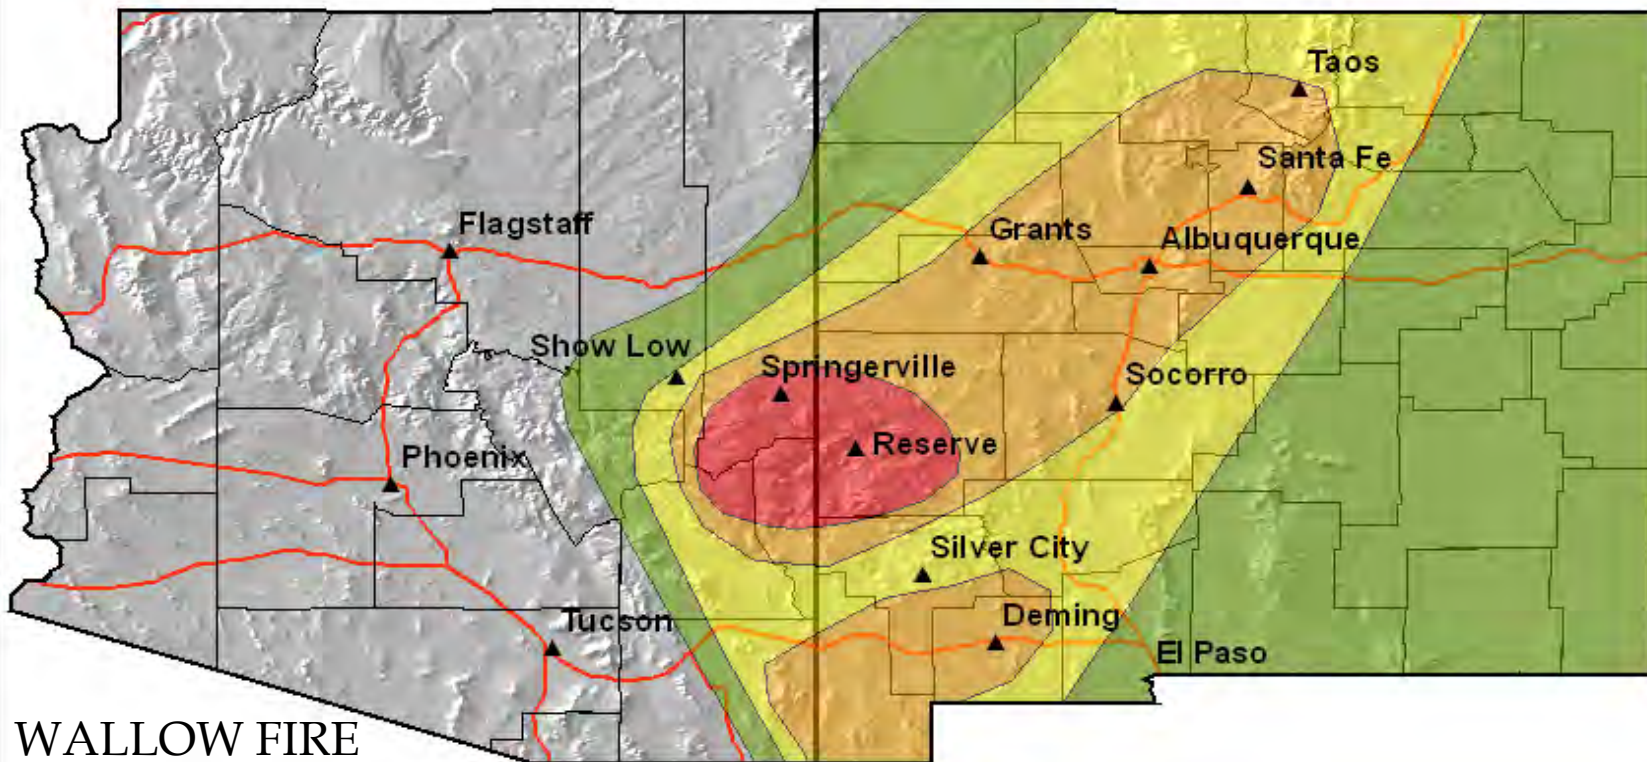 Taos
Santa Fe
Flagstaff
Grants
Albuquerque
Show Low
Springerville
Socorro
Reserve
Phoenix
Silver City
Deming
Tucson
El Paso
WALLOW FIRE